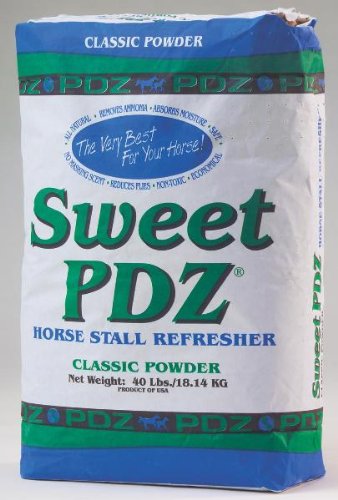 CLASSIC POWDER
PDZ PDZ PDZ
ALL NATURAL • REMOVES AMMONIA • ABSORBS MOISTURE • SAFE
The Very Best
For Your Horse!
NO MASKING SCENT • REDUCES FLIES • NON-TOXIC • ECONOMICAL
Sweet
PDZ®
HORSE STALL REFRESHER
CLASSIC POWDER
Net Weight: 40 Lbs./18.14 KG
PRODUCT OF USA
PDZ PDZ PDZ
Sweet PDZ
HORSE STALL REFRESHER